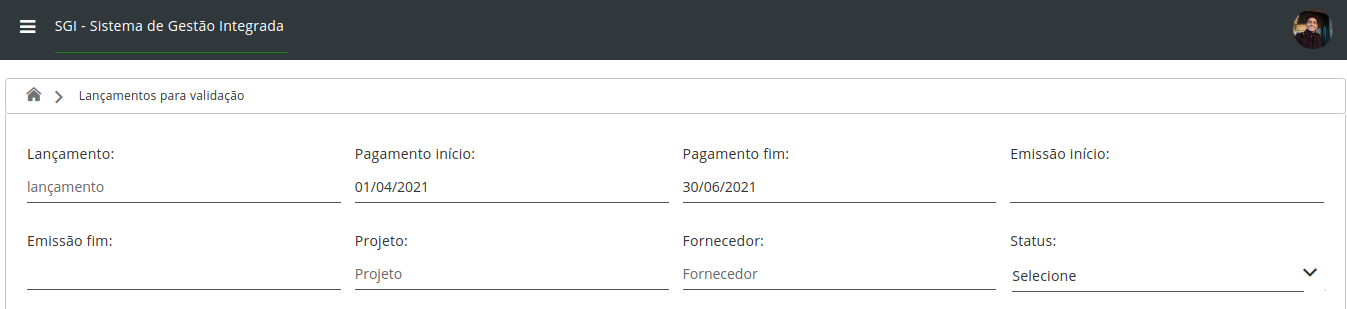 SGI - Sistema de Gestão Integrada
Lançamentos para validação
Lançamento: Pagamento início: Pagamento fim: Emissão início:
lançamento 01/04/2021 30/06/2021
Emissão fim: Projeto: Fornecedor: Status:
Projeto Fornecedor Selecione